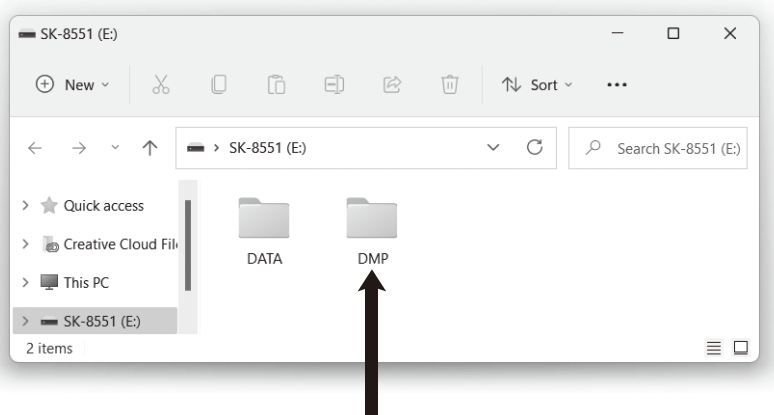 SK-8551 (E:)
New
Sort
SK-8551 (E:)
Search SK-8551 (E:)
Quick access
Creative Cloud Fil
This PC
SK-8551 (E:)
DATA
DMP
2 items